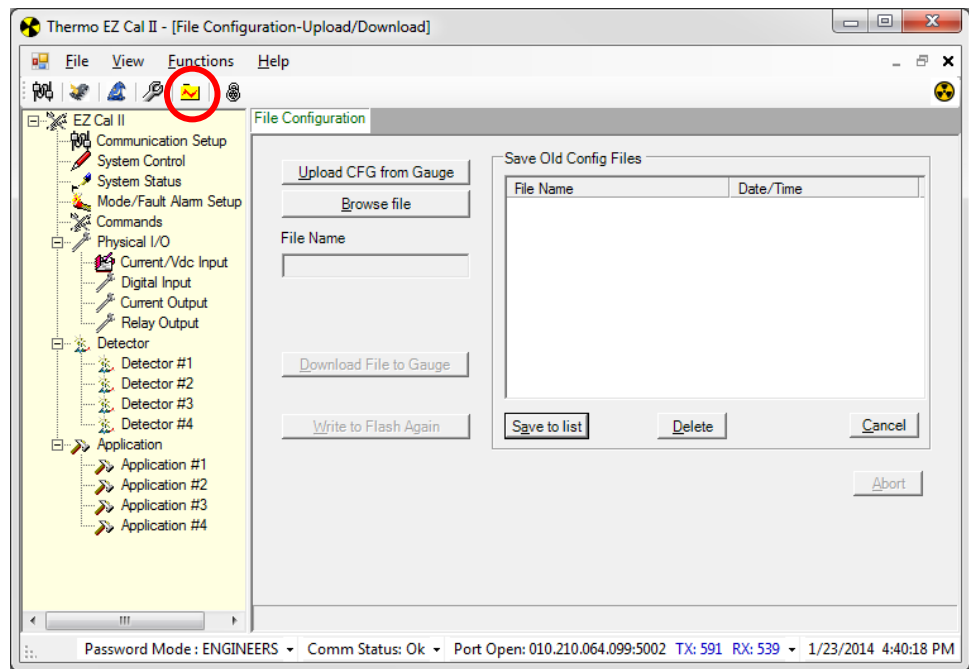 Thermo EZ Cal II - [File Configuration-Upload/Download]
File View Functions Help
EZ Cal II
Communication Setup
System Control
System Status
Mode/Fault Alarm Setup
Commands
Physical I/O
Current/Vdc Input
Digital Input
Current Output
Relay Output
Detector
Detector #1
Detector #2
Detector #3
Detector #4
Application
Application #1
Application #2
Application #3
Application #4
File Configuration
Upload CFG from Gauge
Browse file
File Name
Download File to Gauge
Write to Flash Again
Save Old Config Files
File Name Date/Time
Save to list Delete Cancel
Abort
Password Mode : ENGINEERS Comm Status: Ok Port Open: 010.210.064.099:5002 TX: 591 RX: 539 1/23/2014 4:40:18 PM